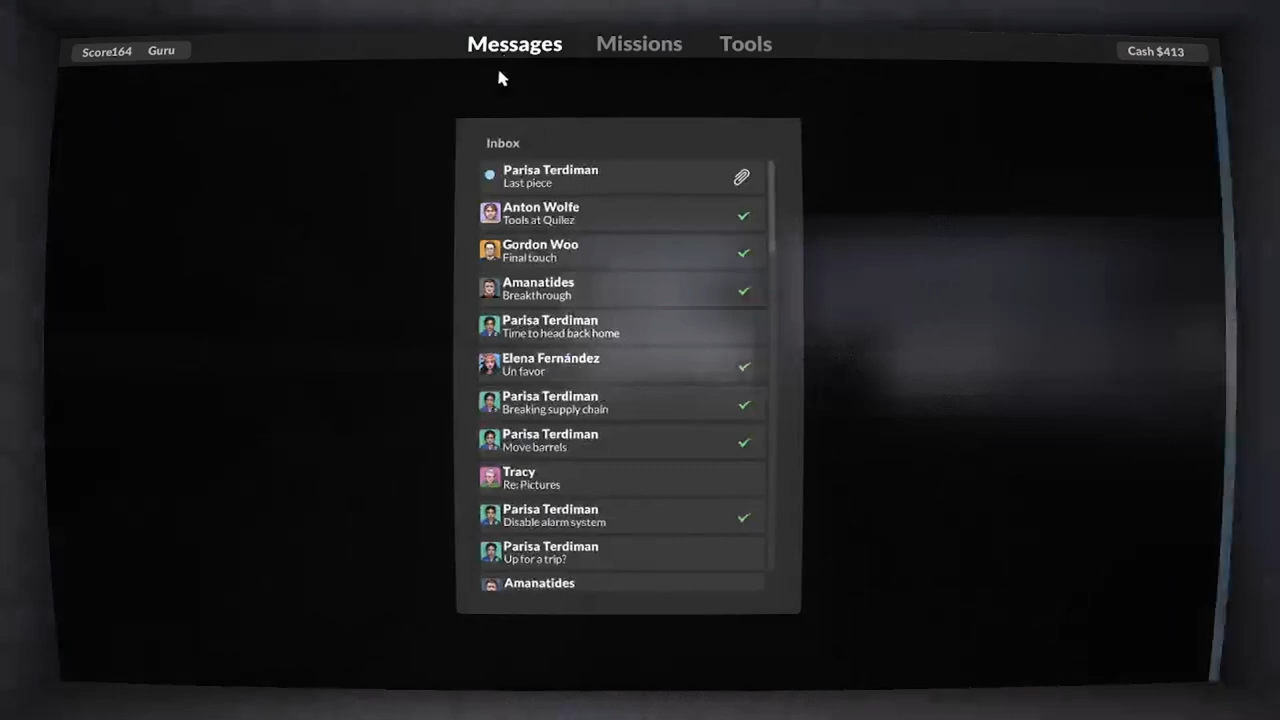 Score164 Guru
Messages Missions Tools
Cash $413
Inbox
Parisa Terdiman
Last piece
Anton Wolfe
Tools at Quilez
Gordon Woo
Final touch
Amanatides
Breakthrough
Parisa Terdiman
Time to head back home
Elena Fernández
Un favor
Parisa Terdiman
Breaking supply chain
Parisa Terdiman
Move barrels
Tracy
Re: Pictures
Parisa Terdiman
Disable alarm system
Parisa Terdiman
Up for a trip?
Amanatides